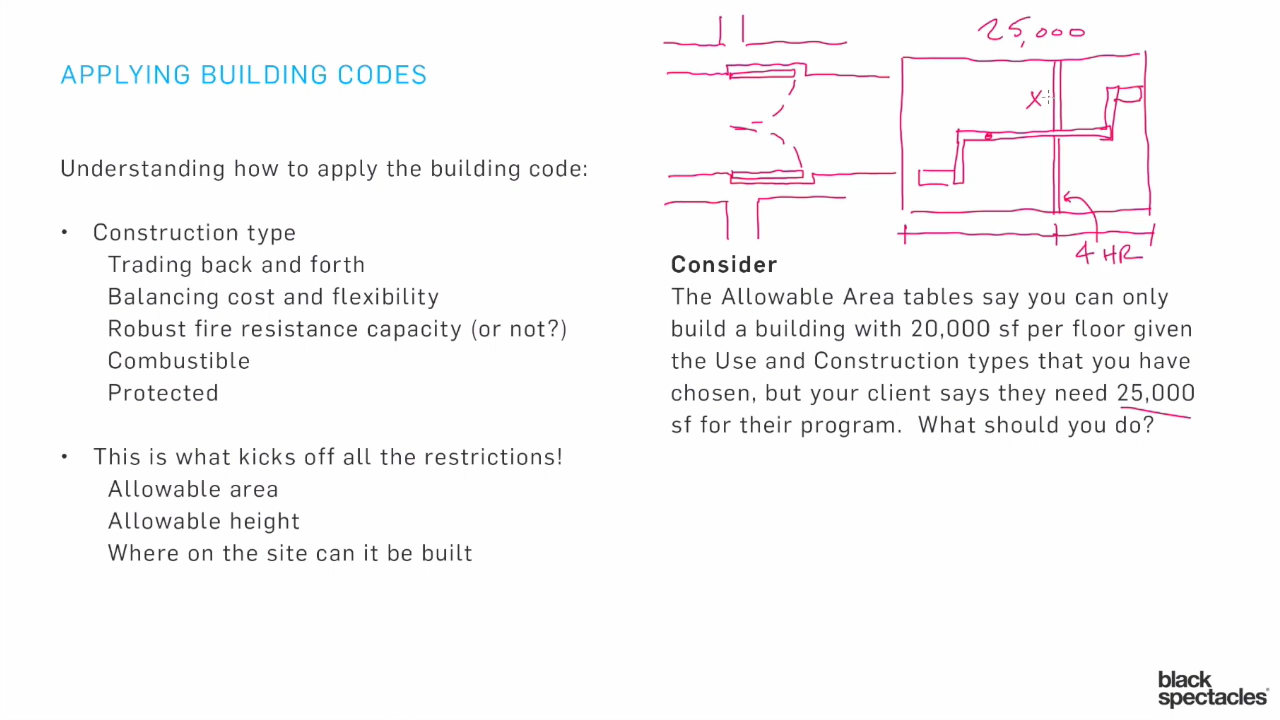 APPLYING BUILDING CODES
Understanding how to apply the building code:
• Construction type
Trading back and forth
Balancing cost and flexibility
Robust fire resistance capacity (or not?)
Combustible
Protected
• This is what kicks off all the restrictions!
Allowable area
Allowable height
Where on the site can it be built
25,000
X
4 HR
Consider
The Allowable Area tables say you can only
build a building with 20,000 sf per floor given
the Use and Construction types that you have
chosen, but your client says they need 25,000
sf for their program. What should you do?
black
spectacles